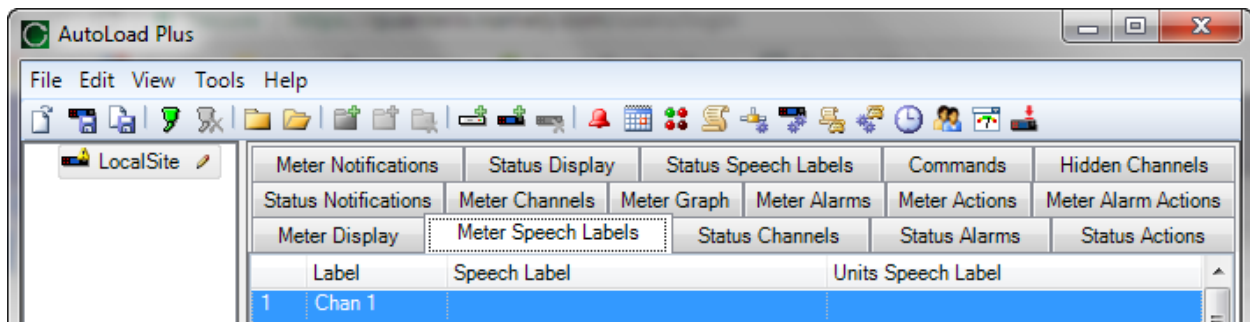 AutoLoad Plus
File Edit View Tools Help
LocalSite
Meter Notifications Status Display Status Speech Labels Commands Hidden Channels
Status Notifications Meter Channels Meter Graph Meter Alarms Meter Actions Meter Alarm Actions
Meter Display Meter Speech Labels Status Channels Status Alarms Status Actions
Label Speech Label Units Speech Label
1 Chan 1